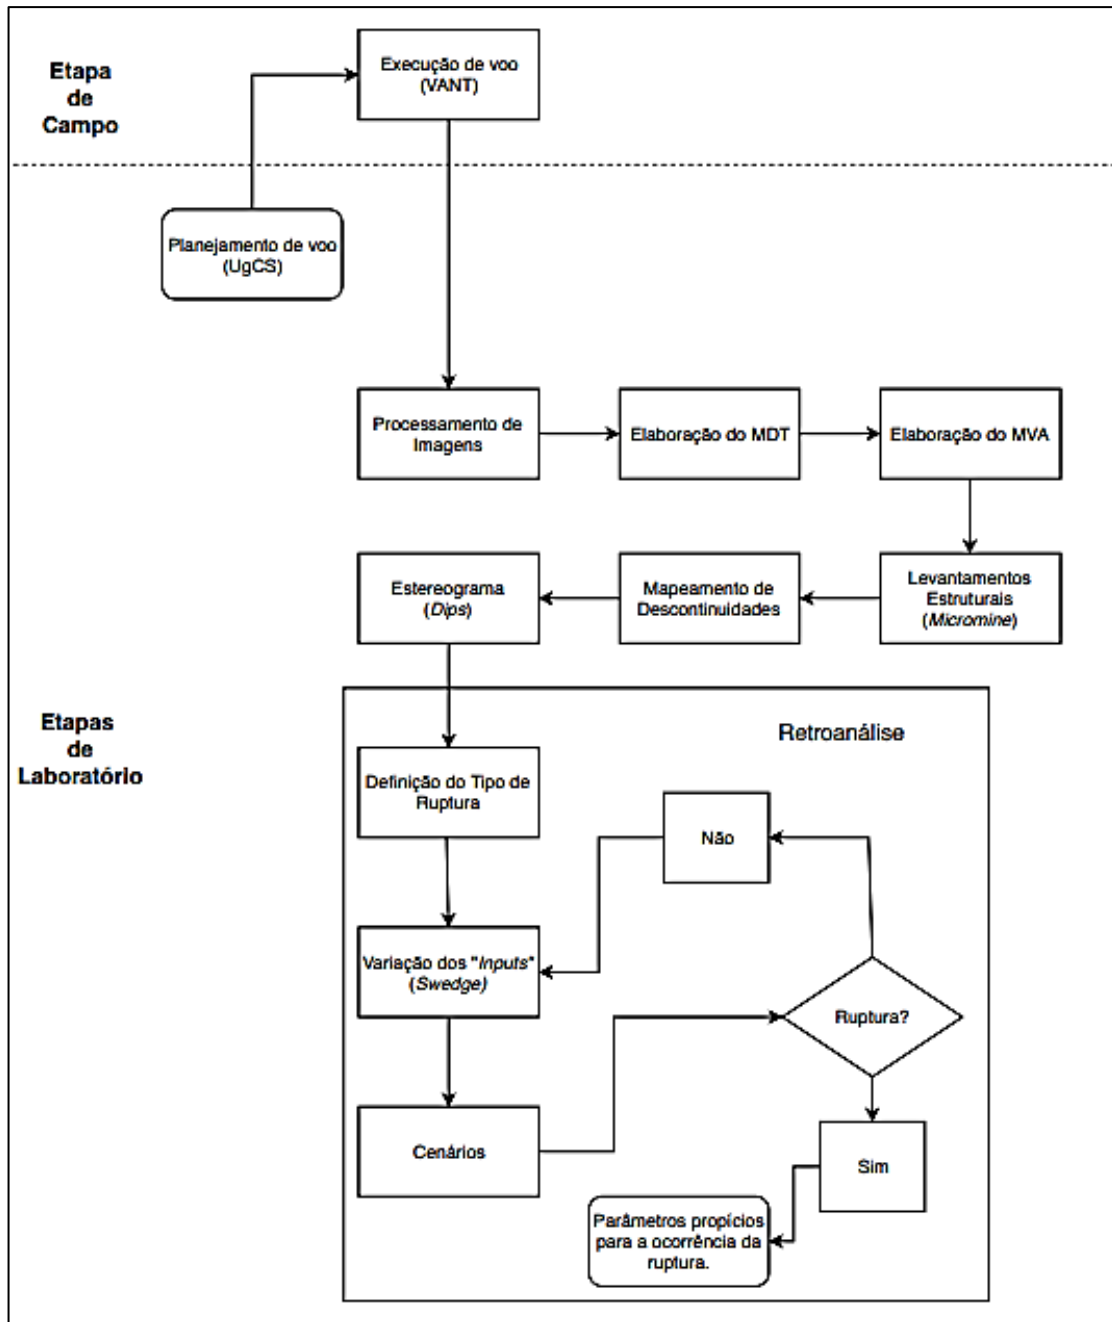 Etapa
de
Campo
Execução de voo
(VANT)
Planejamento de voo
(UgCS)
Processamento de
Imagens
Elaboração do MDT
Elaboração do MVA
Estereograma
(Dips)
Mapeamento de
Descontinuidades
Levantamentos
Estruturais
(Micromine)
Etapas
de
Laboratório
Retroanálise
Definição do Tipo de
Ruptura
Não
Variação dos "Inputs"
(Swedge)
Ruptura?
Cenários
Sim
Parâmetros propícios
para a ocorrência da
ruptura.